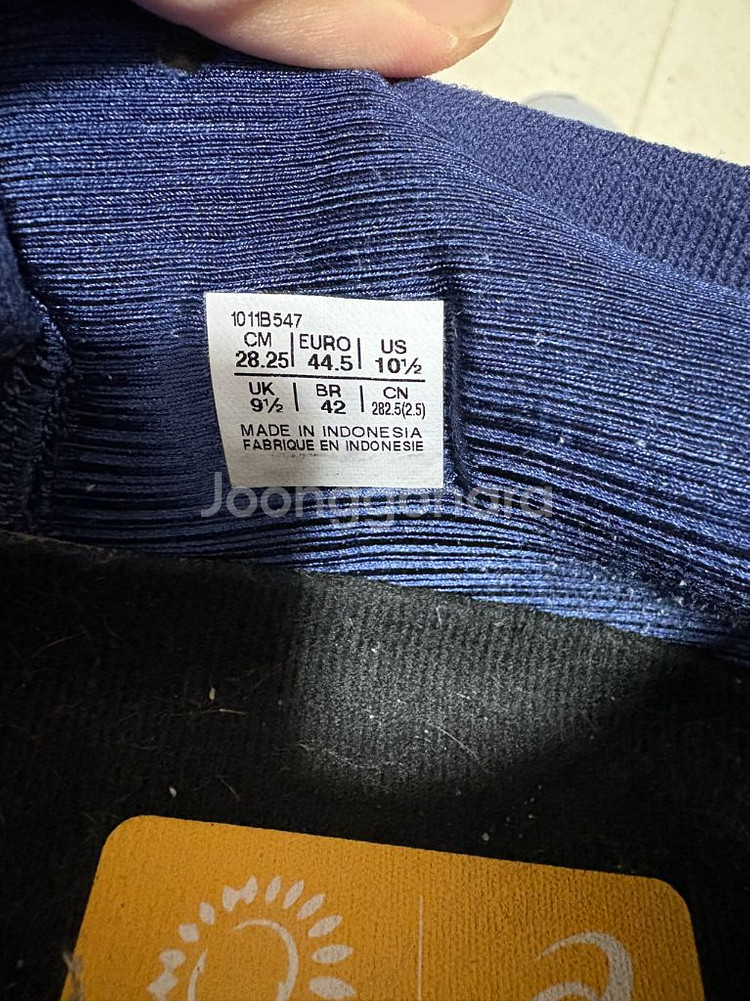 1011B547
CM EURO US
28.25 44.5 10½
UK BR CN
9½ 42 282.5(2.5)
MADE IN INDONESIA
FABRIQUE EN INDONESIE
Joonggonara